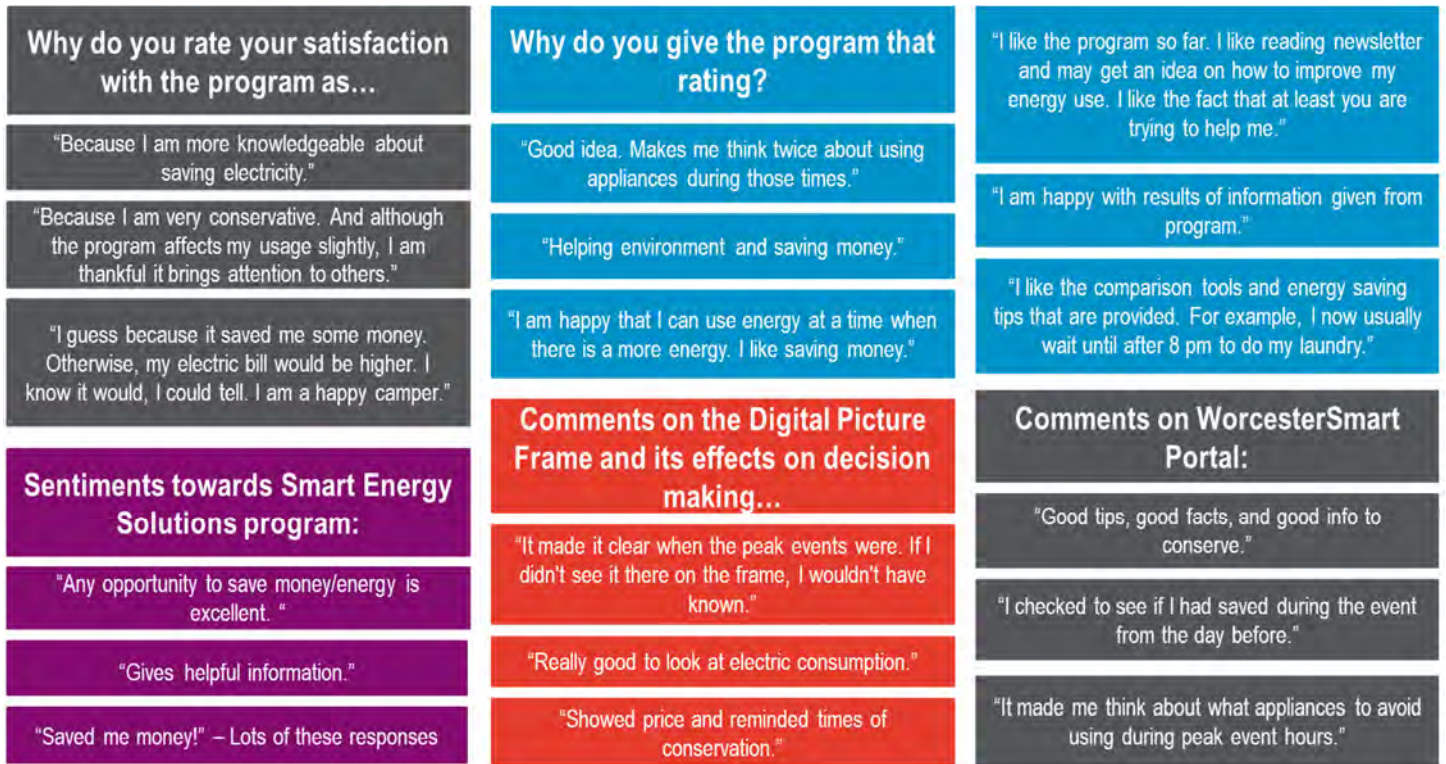 Why do you rate your satisfaction
with the program as…
“Because I am more knowledgeable about
saving electricity.”
“Because I am very conservative. And although
the program affects my usage slightly, I am
thankful it brings attention to others.”
“I guess because it saved me some money.
Otherwise, my electric bill would be higher. I
know it would, I could tell. I am a happy camper.”
Sentiments towards Smart Energy
Solutions program:
“Any opportunity to save money/energy is
excellent. “
“Gives helpful information.”
“Saved me money!” – Lots of these responses
Why do you give the program that
rating?
“Good idea. Makes me think twice about using
appliances during those times.”
“Helping environment and saving money.”
“I am happy that I can use energy at a time when
there is a more energy. I like saving money.”
Comments on the Digital Picture
Frame and its effects on decision
making…
“It made it clear when the peak events were. If I
didn't see it there on the frame, I wouldn't have
known.”
“Really good to look at electric consumption.”
“Showed price and reminded times of
conservation.”
“I like the program so far. I like reading newsletter
and may get an idea on how to improve my
energy use. I like the fact that at least you are
trying to help me.”
“I am happy with results of information given from
program.”
“I like the comparison tools and energy saving
tips that are provided. For example, I now usually
wait until after 8 pm to do my laundry.”
Comments on WorcesterSmart
Portal:
“Good tips, good facts, and good info to
conserve.”
“I checked to see if I had saved during the event
from the day before.”
“It made me think about what appliances to avoid
using during peak event hours.”